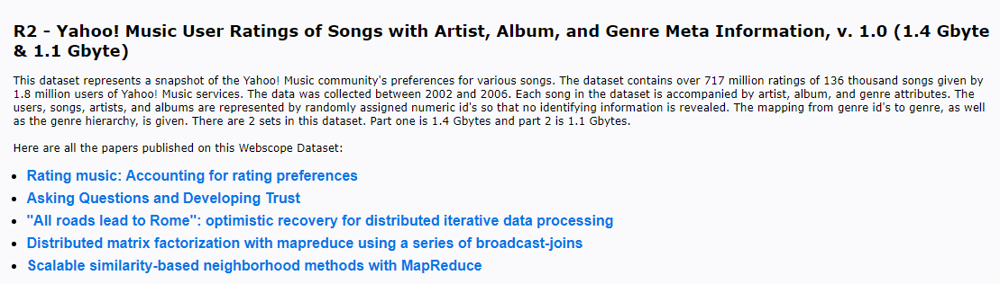 R2 - Yahoo! Music User Ratings of Songs with Artist, Album, and Genre Meta Information, v. 1.0 (1.4 Gbyte
& 1.1 Gbyte)
This dataset represents a snapshot of the Yahoo! Music community's preferences for various songs. The dataset contains over 717 million ratings of 136 thousand songs given by
1.8 million users of Yahoo! Music services. The data was collected between 2002 and 2006. Each song in the dataset is accompanied by artist, album, and genre attributes. The
users, songs, artists, and albums are represented by randomly assigned numeric id's so that no identifying information is revealed. The mapping from genre id's to genre, as well
as the genre hierarchy, is given. There are 2 sets in this dataset. Part one is 1.4 Gbytes and part 2 is 1.1 Gbytes.
Here are all the papers published on this Webscope Dataset:
• Rating music: Accounting for rating preferences
• Asking Questions and Developing Trust
• "All roads lead to Rome": optimistic recovery for distributed iterative data processing
• Distributed matrix factorization with mapreduce using a series of broadcast-joins
• Scalable similarity-based neighborhood methods with MapReduce